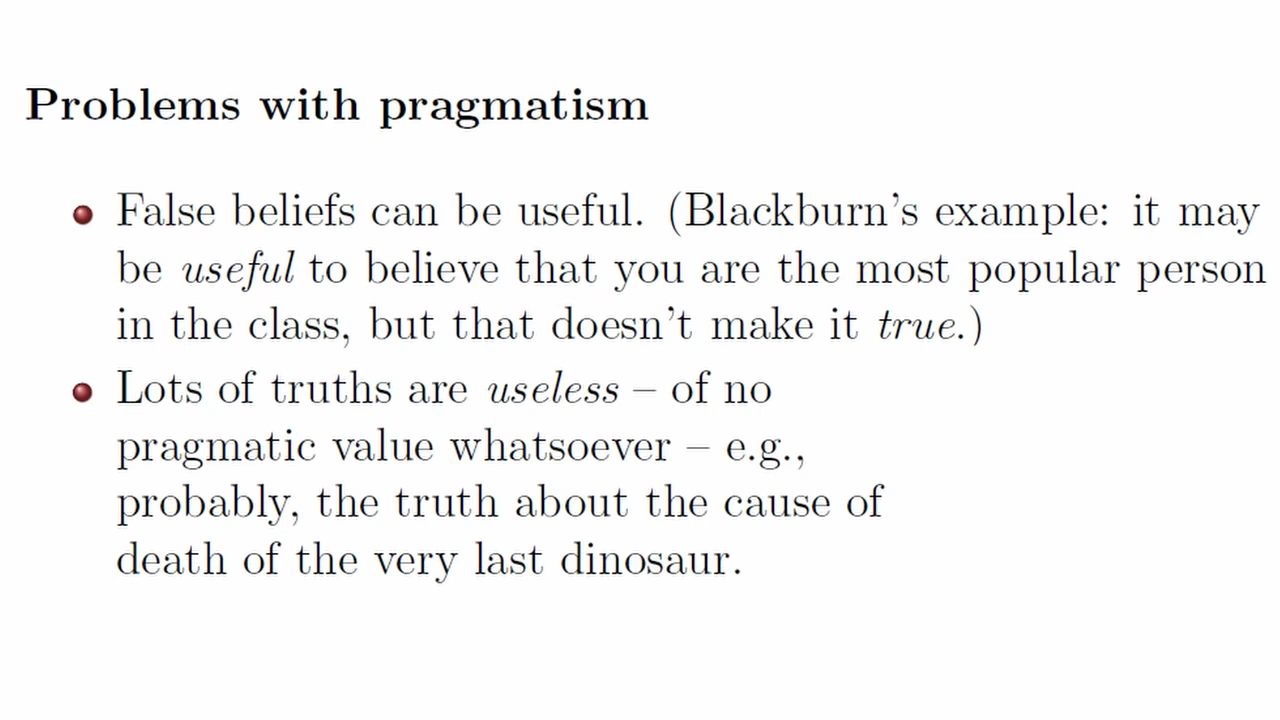 Problems with pragmatism
False beliefs can be useful. (Blackburn's example: it may
be useful to believe that you are the most popular person
in the class, but that doesn't make it true.)
Lots of truths are useless – of no
pragmatic value whatsoever – e.g.,
probably, the truth about the cause of
death of the very last dinosaur.